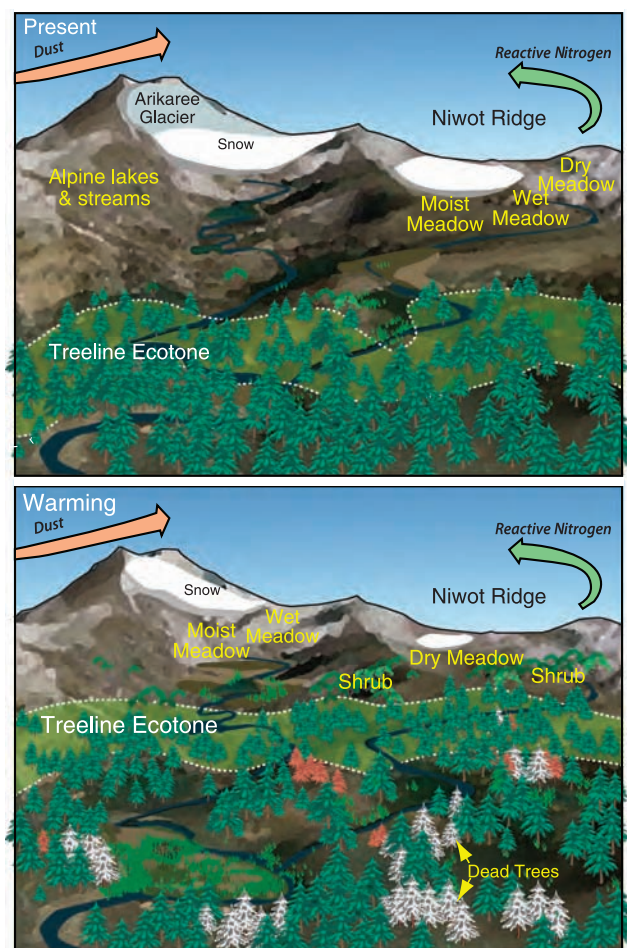 Present
Dust
Reactive Nitrogen
Arikaree
Glacier
Niwot Ridge
Snow
Dry
Meadow
Alpine lakes
& streams
Moist
Meadow
Wet
Meadow
Treeline Ecotone
Warming
Dust
Reactive Nitrogen
Snow
Niwot Ridge
Wet
Meadow
Moist
Meadow
Dry Meadow
Shrub
Shrub
Treeline Ecotone
Dead Trees